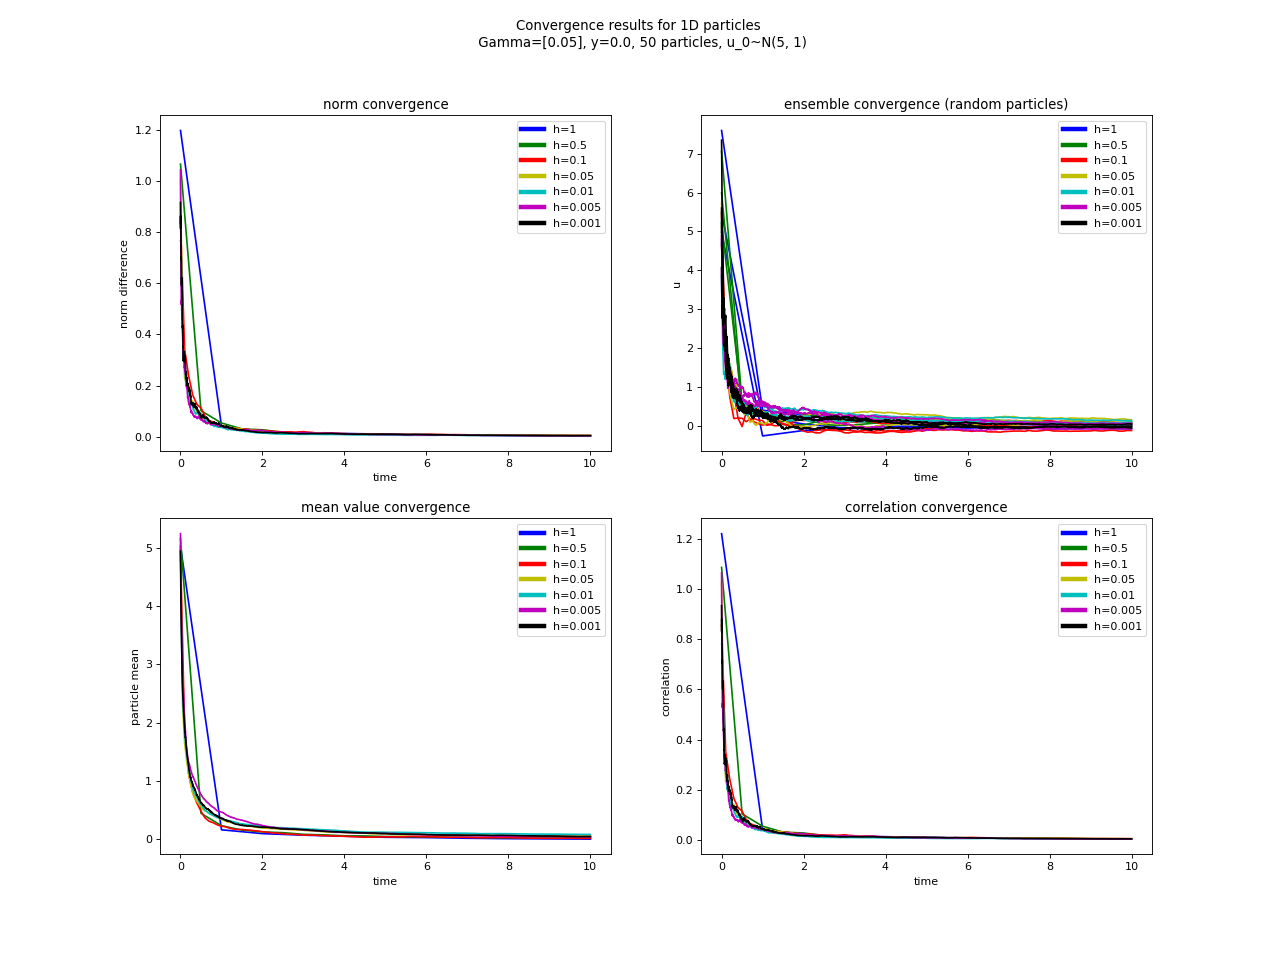 Convergence results for 1D particles
Gamma=[0.05], y=0.0, 50 particles, u_0~N(5, 1)
norm convergence
norm difference
1.2
1.0
0.8
0.6
0.4
0.2
0.0
0 2 4 6 8 10
time
h=1
h=0.5
h=0.1
h=0.05
h=0.01
h=0.005
h=0.001
ensemble convergence (random particles)
u
7
6
5
4
3
2
1
0
0 2 4 6 8 10
time
h=1
h=0.5
h=0.1
h=0.05
h=0.01
h=0.005
h=0.001
mean value convergence
particle mean
5
4
3
2
1
0
0 2 4 6 8 10
time
h=1
h=0.5
h=0.1
h=0.05
h=0.01
h=0.005
h=0.001
correlation convergence
correlation
1.2
1.0
0.8
0.6
0.4
0.2
0.0
0 2 4 6 8 10
time
h=1
h=0.5
h=0.1
h=0.05
h=0.01
h=0.005
h=0.001